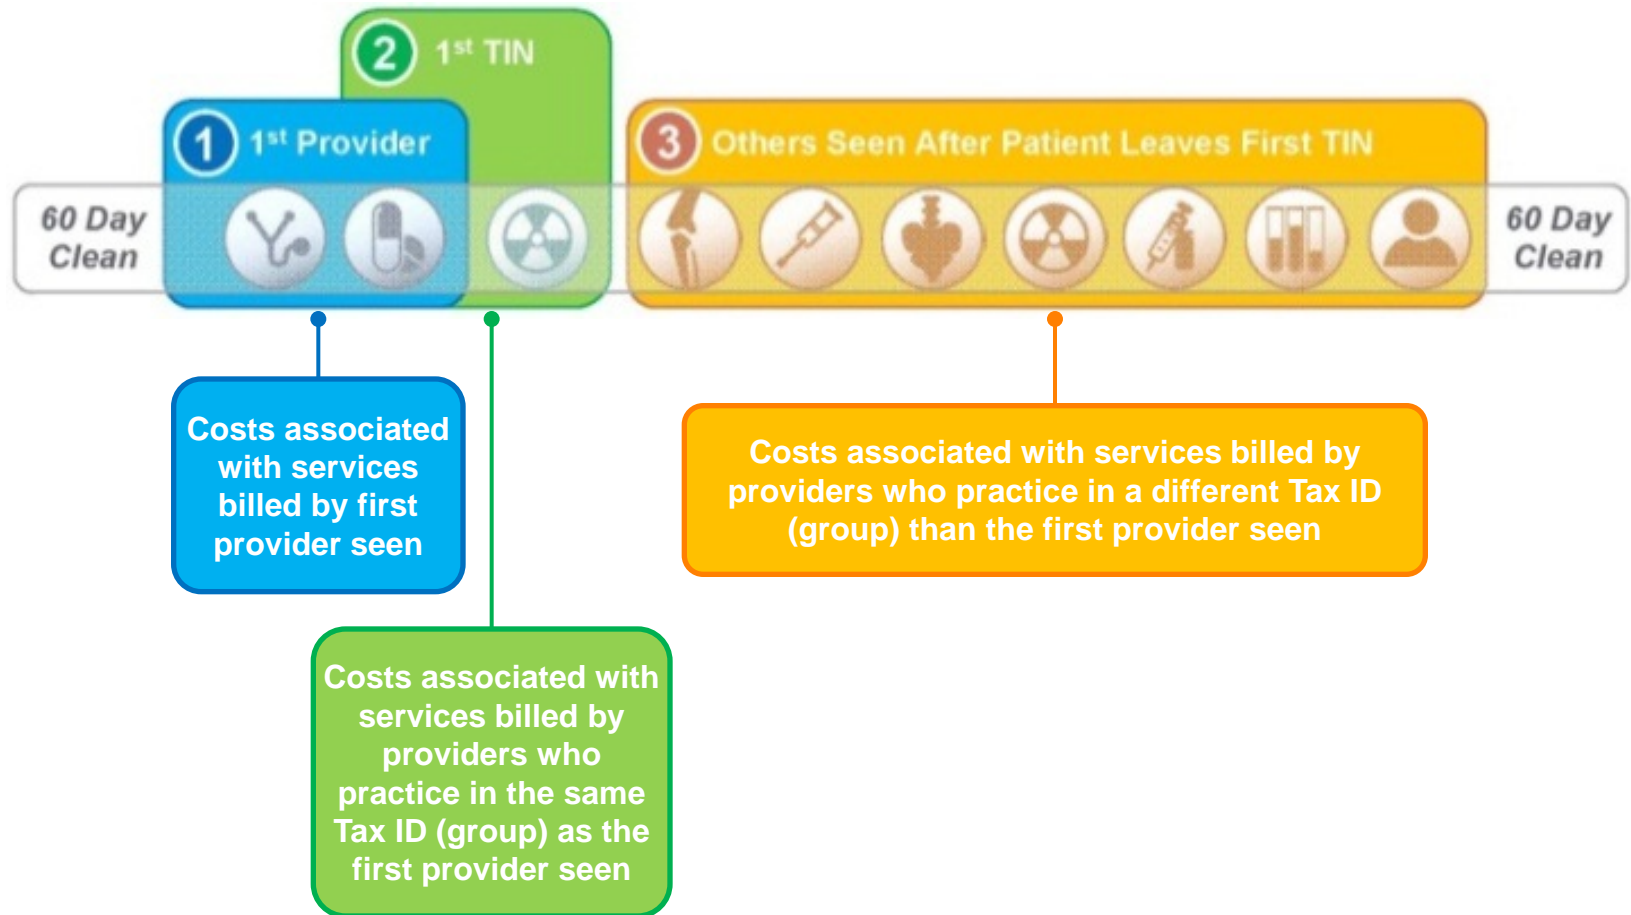 2 1st TIN
1 1st Provider
3 Others Seen After Patient Leaves First TIN
60 Day
Clean
60 Day
Clean
Costs associated
with services
billed by first
provider seen
Costs associated with services billed by
providers who practice in a different Tax ID
(group) than the first provider seen
Costs associated with
services billed by
providers who
practice in the same
Tax ID (group) as the
first provider seen